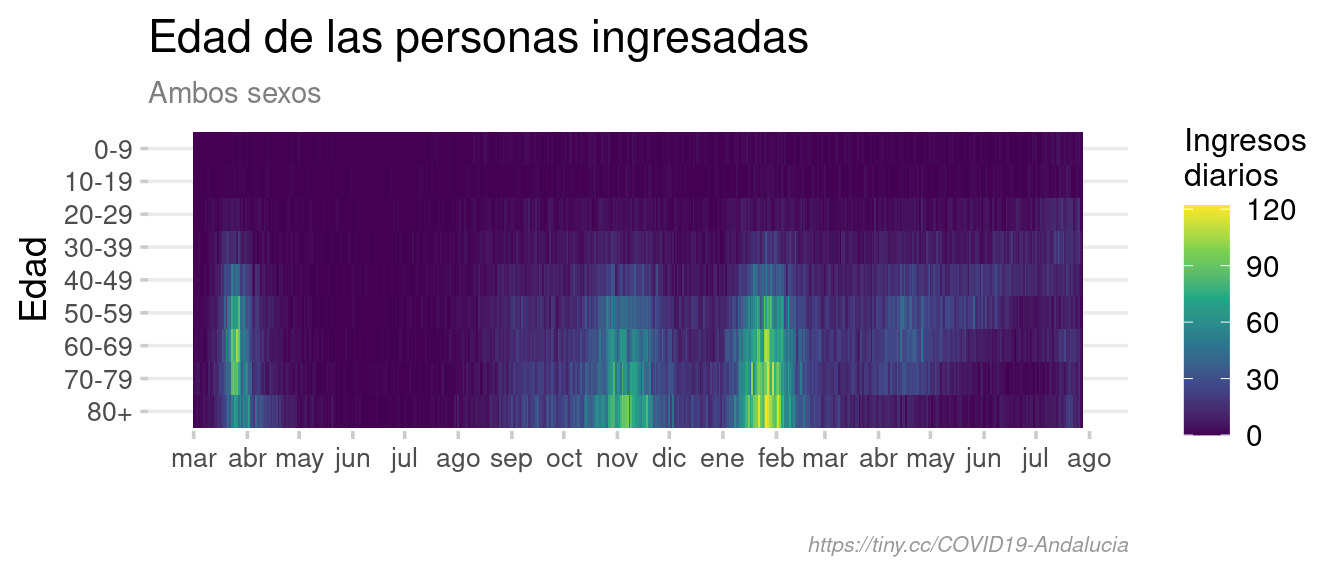 Edad de las personas ingresadas
Ambos sexos
Edad
0-9
10-19
20-29
30-39
40-49
50-59
60-69
70-79
80+
mar abr may jun jul ago sep oct nov dic ene feb mar abr may jun jul ago
Ingresos
diarios
120
90
60
30
0
https://tiny.cc/COVID19-Andalucia